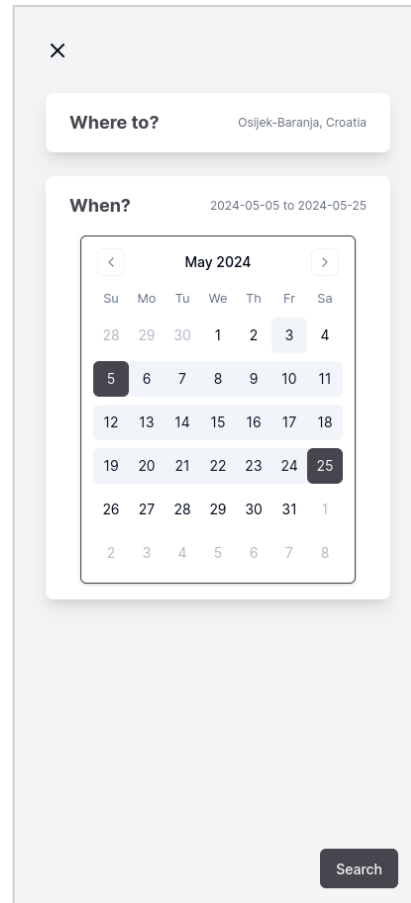 Where to? Osijek-Baranja, Croatia
When? 2024-05-05 to 2024-05-25
May 2024
Su Mo Tu We Th Fr Sa
28 29 30 1 2 3 4
5 6 7 8 9 10 11
12 13 14 15 16 17 18
19 20 21 22 23 24 25
26 27 28 29 30 31 1
2 3 4 5 6 7 8
Search